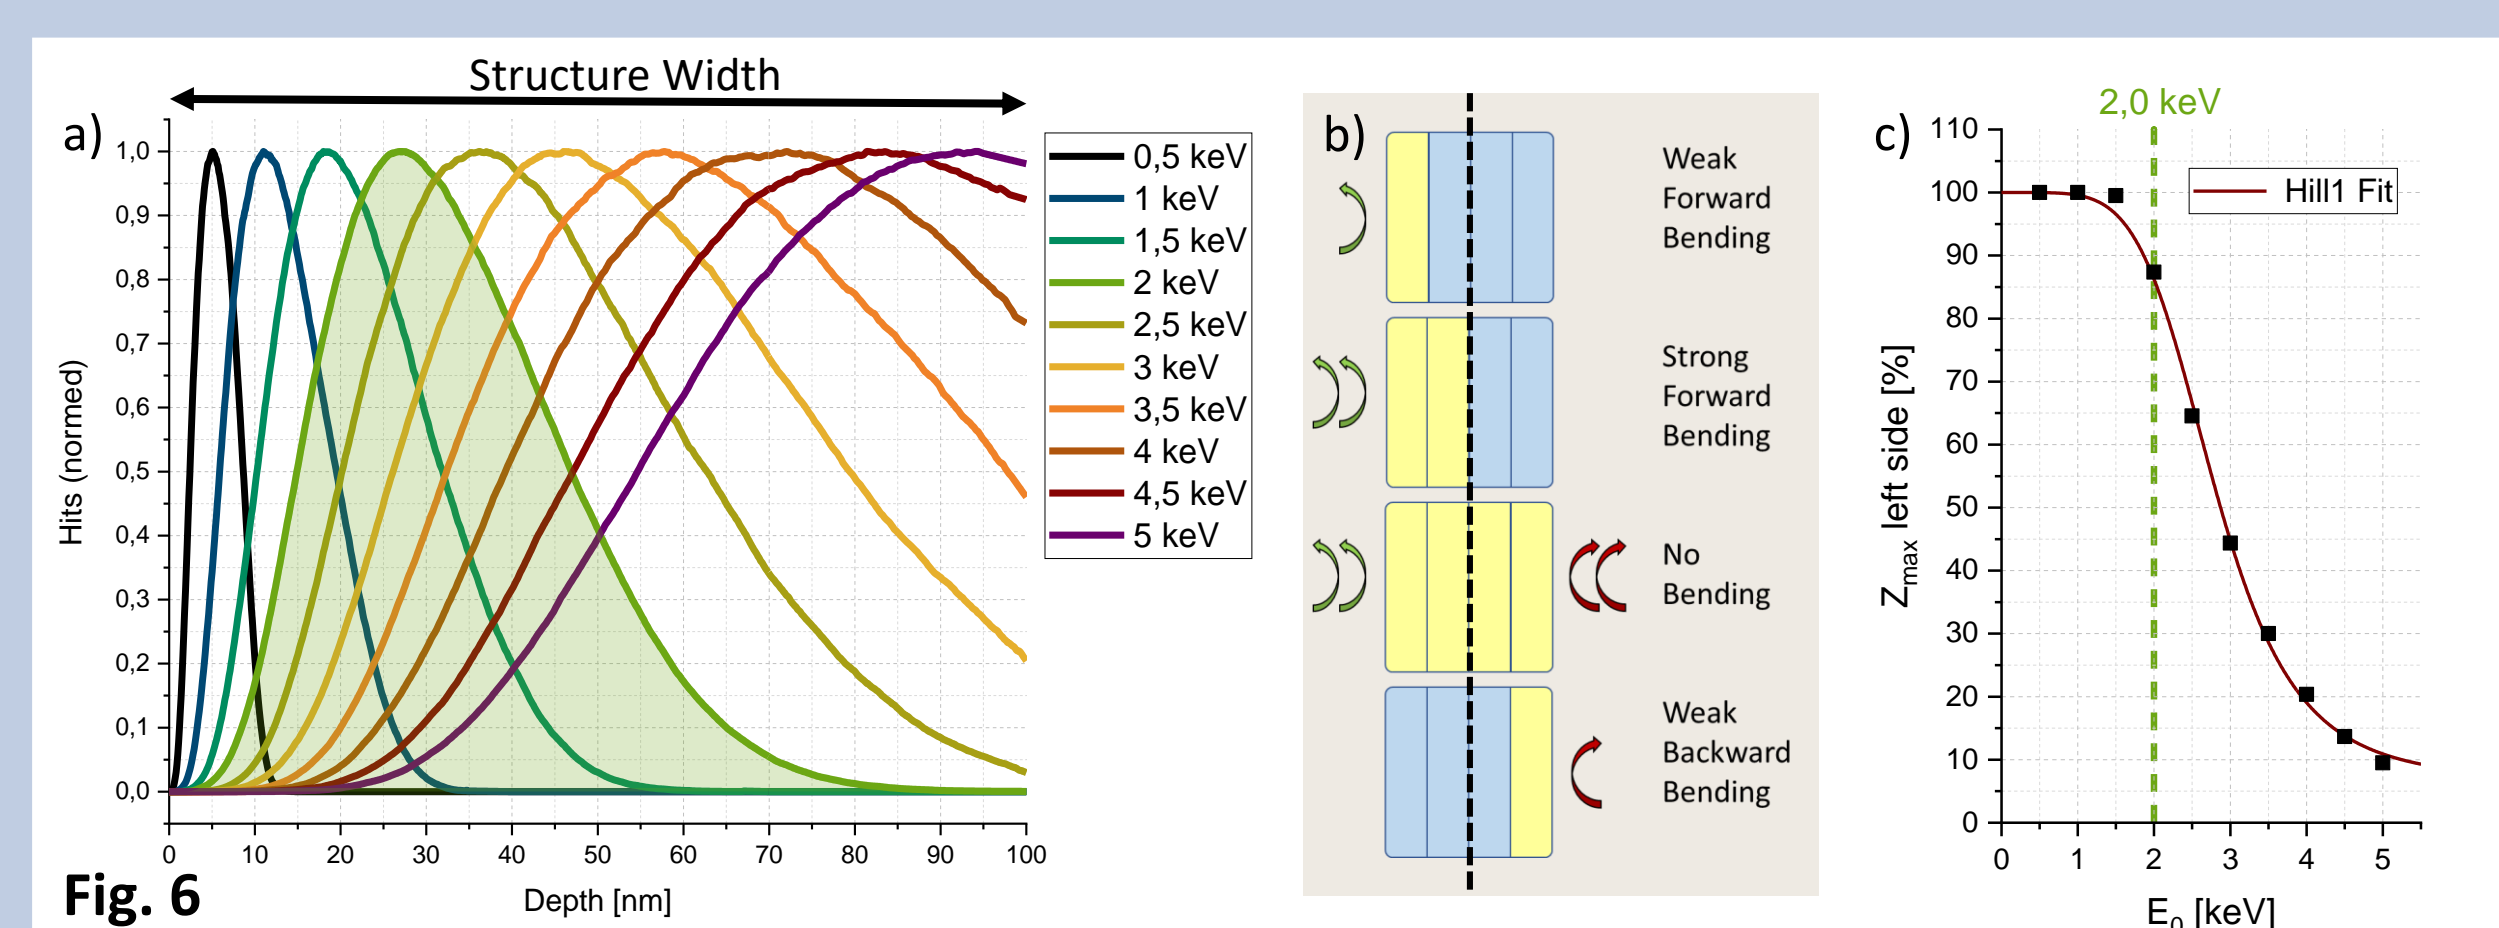 Structure Width
a)
1,0
0,9
0,8
0,7
0,6
0,5
0,4
0,3
0,2
0,1
0,0
Hits (normed)
0 10 20 30 40 50 60 70 80 90 100
Depth [nm]
0,5 keV
1 keV
1,5 keV
2 keV
2,5 keV
3 keV
3,5 keV
4 keV
4,5 keV
5 keV
Fig. 6
b)
Weak
Forward
Bending
Strong
Forward
Bending
No
Bending
Weak
Backward
Bending
c)
2,0 keV
Hill1 Fit
110
100
90
80
70
60
50
40
30
20
10
0
Zmax left side [%]
0 1 2 3 4 5
E0 [keV]